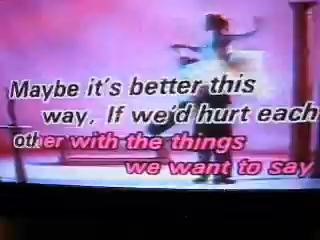 Maybe it's better this
way. If we'd hurt each
other with the things
we want to say